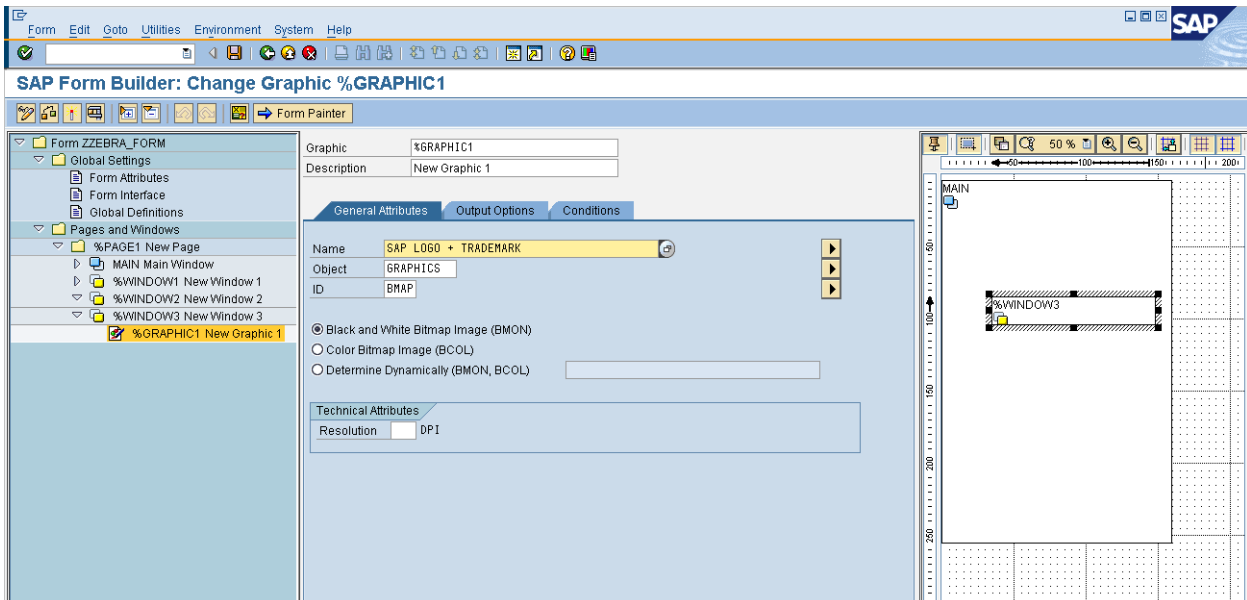 Form Edit Goto Utilities Environment System Help
SAP
SAP Form Builder: Change Graphic %GRAPHIC1
Form Painter
Form ZZEBRA_FORM
Global Settings
Form Attributes
Form Interface
Global Definitions
Pages and Windows
%PAGE1 New Page
MAIN Main Window
%WINDOW1 New Window 1
%WINDOW2 New Window 2
%WINDOW3 New Window 3
%GRAPHIC1 New Graphic 1
Graphic %GRAPHIC1
Description New Graphic 1
General Attributes Output Options Conditions
Name SAP LOGO + TRADEMARK
Object GRAPHICS
ID BMAP
Black and White Bitmap Image (BMON)
Color Bitmap Image (BCOL)
Determine Dynamically (BMON, BCOL)
Technical Attributes
Resolution DPI
50 %
50 100 150 200
MAIN
50
%WINDOW3
100
150
200
250